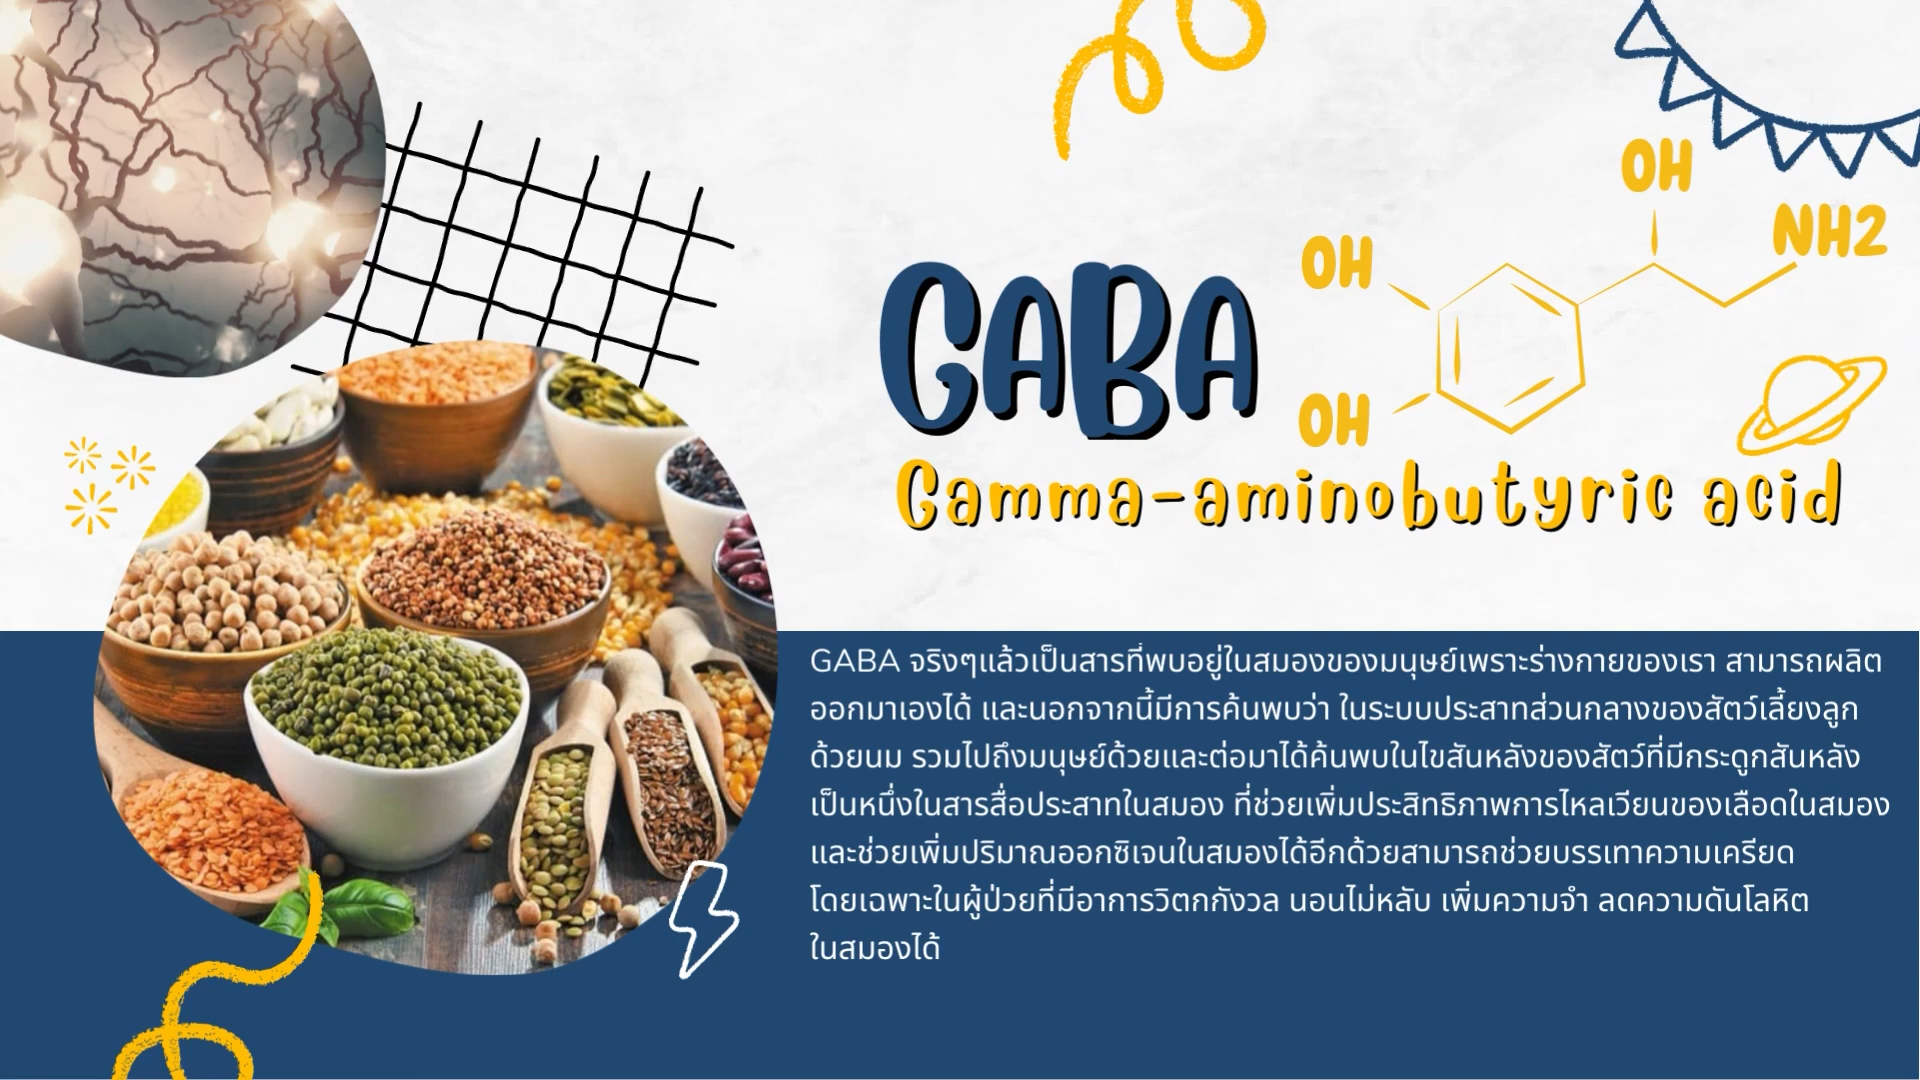 OH
NH2
OH
GABA
OH
Gamma-aminobutyric acid
GABA จริงๆแล้วเป็นสารที่พบอยู่ในสมองของมนุษย์เพราะร่างกายของเรา สามารถผลิต
ออกมาเองได้ และนอกจากนี้มีการค้นพบว่า ในระบบประสาทส่วนกลางของสัตว์เลี้ยงลูก
ด้วยนม รวมไปถึงมนุษย์ด้วยและต่อมาได้ค้นพบในไขสันหลังของสัตว์ที่มีกระดูกสันหลัง
เป็นหนึ่งในสารสื่อประสาทในสมอง ที่ช่วยเพิ่มประสิทธิภาพการไหลเวียนของเลือดในสมอง
และช่วยเพิ่มปริมาณออกซิเจนในสมองได้อีกด้วยสามารถช่วยบรรเทาความเครียด
โดยเฉพาะในผู้ป่วยที่มีอาการวิตกกังวล นอนไม่หลับ เพิ่มความจำ ลดความดันโลหิต
ในสมองได้